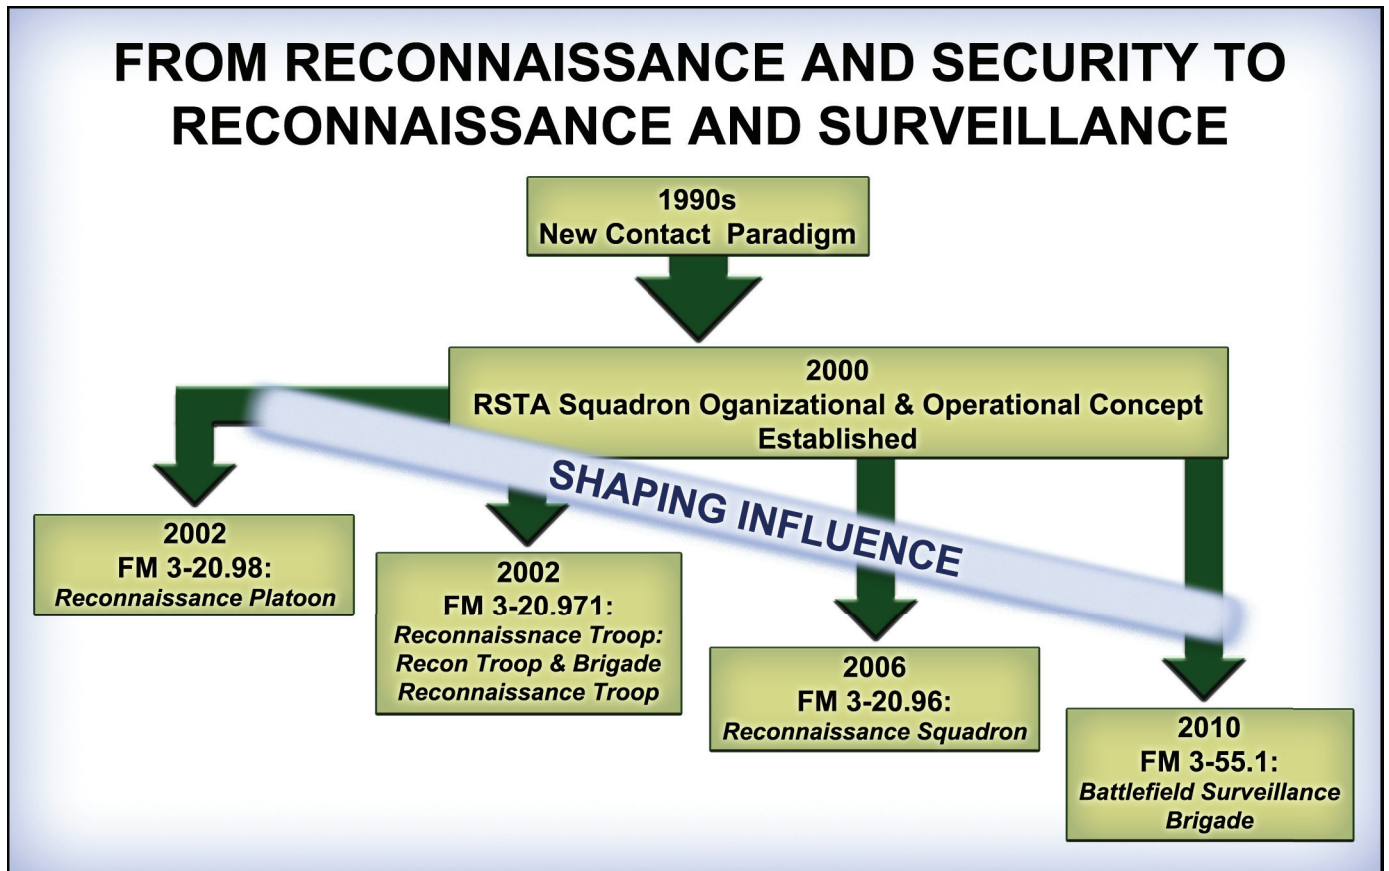 FROM RECONNAISSANCE AND SECURITY TO
RECONNAISSANCE AND SURVEILLANCE
1990s
New Contact Paradigm
2000
RSTA Squadron Oganizational & Operational Concept
Established
SHAPING INFLUENCE
2002
FM 3-20.98:
Reconnaissance Platoon
2002
FM 3-20.971:
Reconnaissnace Troop:
Recon Troop & Brigade
Reconnaissance Troop
2006
FM 3-20.96:
Reconnaissance Squadron
2010
FM 3-55.1:
Battlefield Surveillance
Brigade